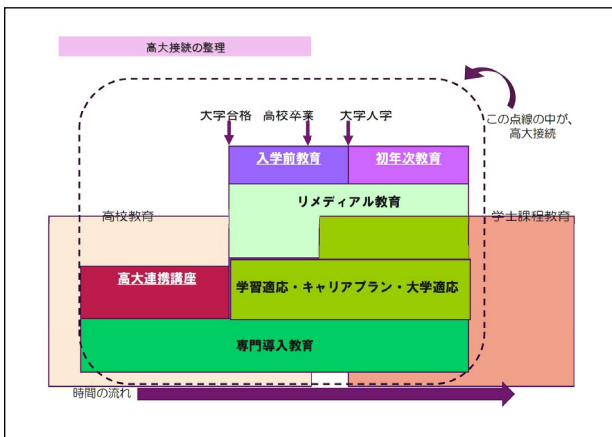 高大接続の整理
この点線の中が、
高大接続
大学合格 高校卒業 大学入学
入学前教育 初年次教育
リメディアル教育
高校教育 学士課程教育
高大連携講座 学習適応・キャリアプラン・大学適応
専門導入教育
時間の流れ